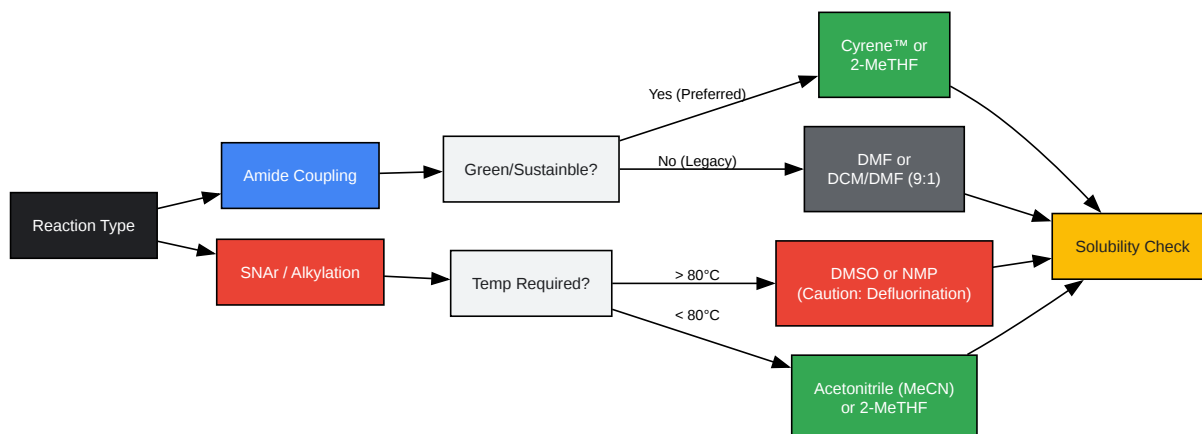 Reaction Type
Amide Coupling
SNAr / Alkylation
Green/Sustainble?
Temp Required?
Yes (Preferred)
No (Legacy)
> 80°C
< 80°C
Cyrene™ or
2-MeTHF
DMF or
DCM/DMF (9:1)
DMSO or NMP
(Caution: Defluorination)
Acetonitrile (MeCN)
or 2-MeTHF
Solubility Check